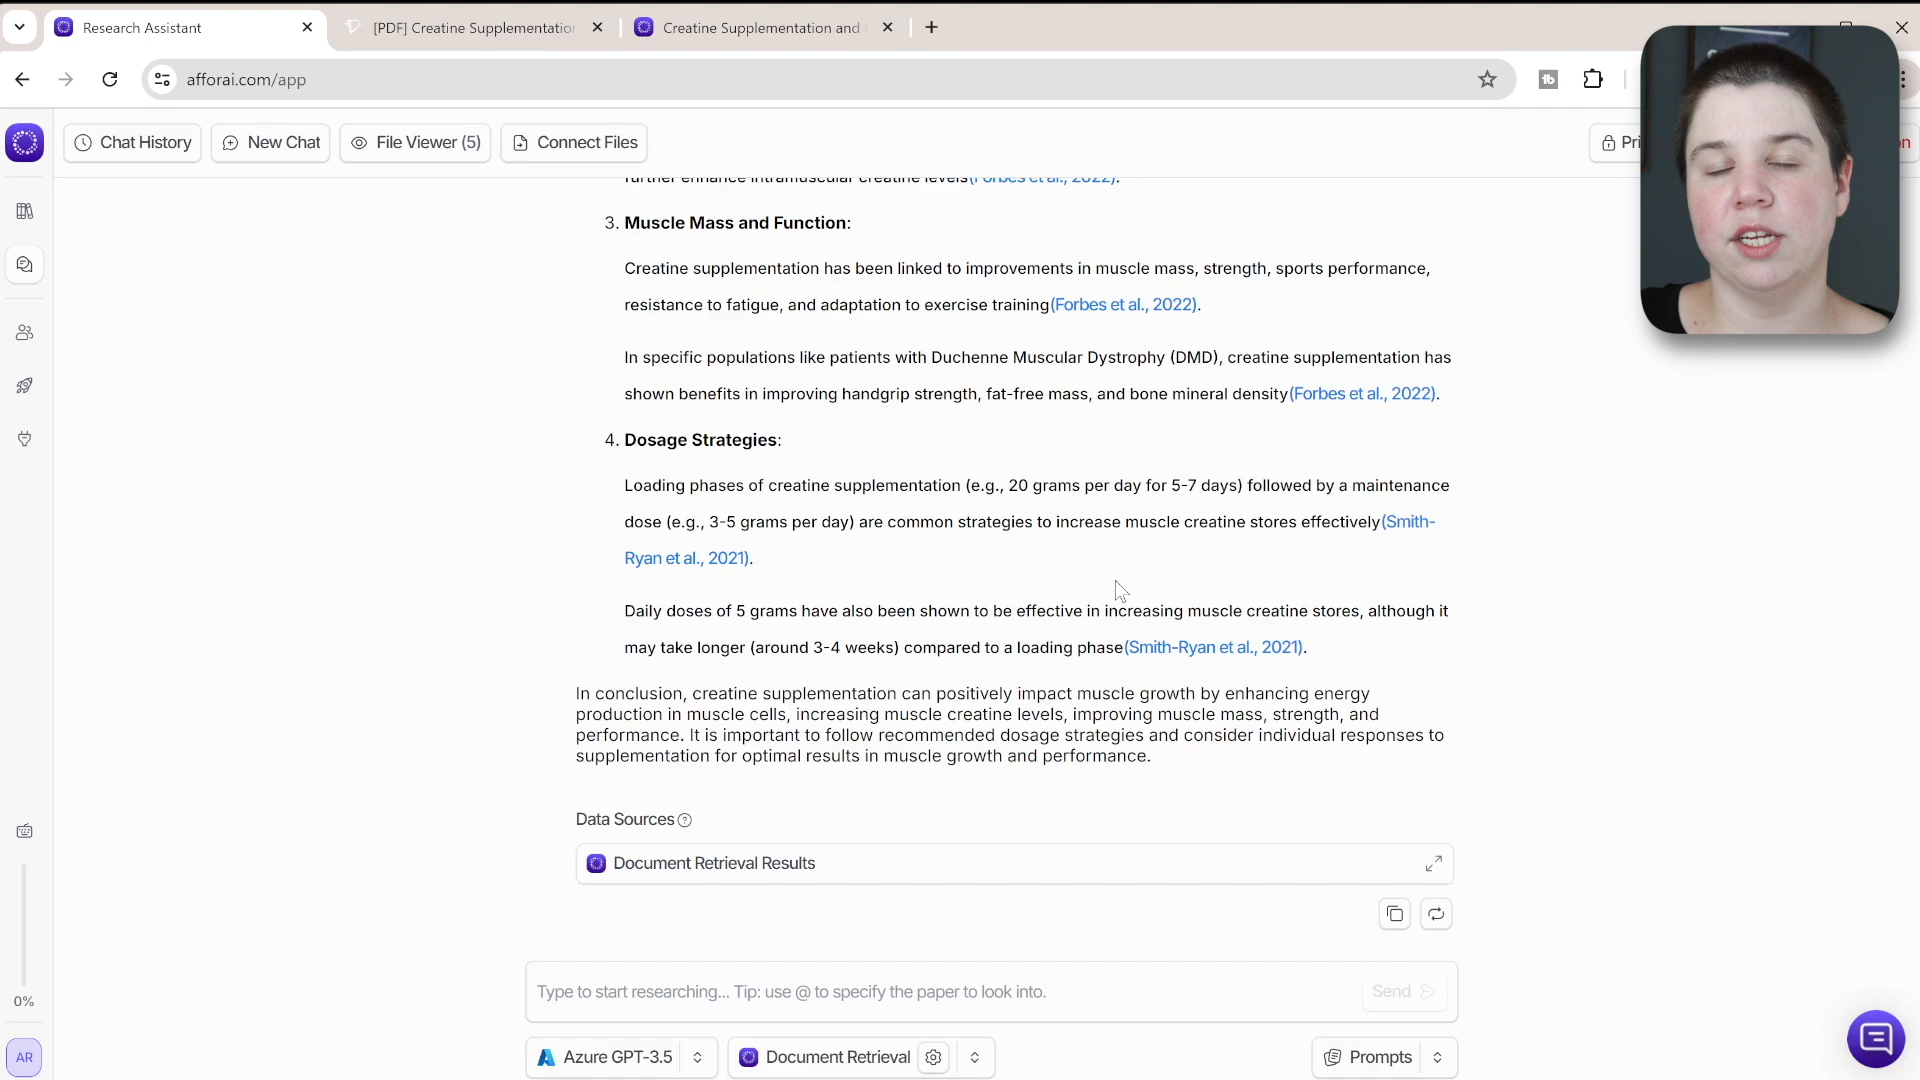 Research Assistant
[PDF] Creatine Supplementatio
Creatine Supplementation and
afforai.com/app
Chat History
New Chat
File Viewer (5)
Connect Files
Pri
on
further enhance intramuscular creatine levels(Forbes et al., 2022).
3. Muscle Mass and Function:
Creatine supplementation has been linked to improvements in muscle mass, strength, sports performance,
resistance to fatigue, and adaptation to exercise training(Forbes et al., 2022).
In specific populations like patients with Duchenne Muscular Dystrophy (DMD), creatine supplementation has
shown benefits in improving handgrip strength, fat-free mass, and bone mineral density(Forbes et al., 2022).
4. Dosage Strategies:
Loading phases of creatine supplementation (e.g., 20 grams per day for 5-7 days) followed by a maintenance
dose (e.g., 3-5 grams per day) are common strategies to increase muscle creatine stores effectively(Smith-
Ryan et al., 2021).
Daily doses of 5 grams have also been shown to be effective in increasing muscle creatine stores, although it
may take longer (around 3-4 weeks) compared to a loading phase(Smith-Ryan et al., 2021).
In conclusion, creatine supplementation can positively impact muscle growth by enhancing energy
production in muscle cells, increasing muscle creatine levels, improving muscle mass, strength, and
performance. It is important to follow recommended dosage strategies and consider individual responses to
supplementation for optimal results in muscle growth and performance.
Data Sources
Document Retrieval Results
Type to start researching... Tip: use @ to specify the paper to look into.
Send
0%
AR
Azure GPT-3.5
Document Retrieval
Prompts